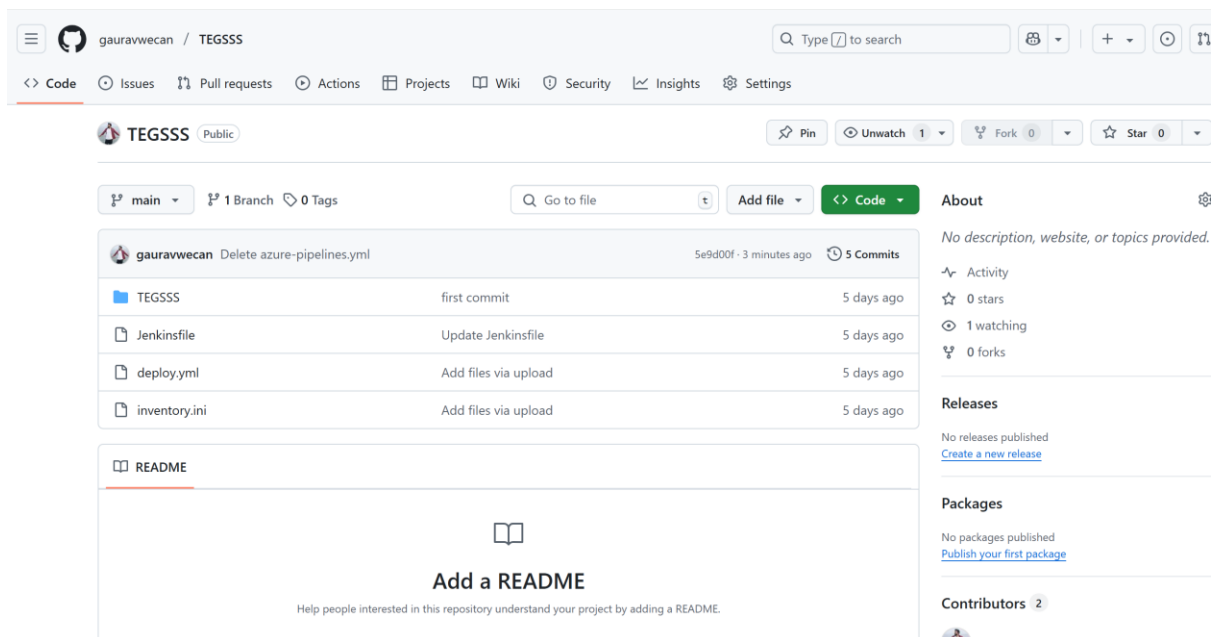 gauravwecan / TEGSSS
Type / to search
Code Issues Pull requests Actions Projects Wiki Security Insights Settings
TEGSSS Public
Pin Unwatch 1 Fork 0 Star 0
main 1 Branch 0 Tags Go to file t Add file Code
gauravwecan Delete azure-pipelines.yml 5e9d00f · 3 minutes ago 5 Commits
TEGSSS first commit 5 days ago
Jenkinsfile Update Jenkinsfile 5 days ago
deploy.yml Add files via upload 5 days ago
inventory.ini Add files via upload 5 days ago
README
Add a README
Help people interested in this repository understand your project by adding a README.
About
No description, website, or topics provided.
Activity
0 stars
1 watching
0 forks
Releases
No releases published
Create a new release
Packages
No packages published
Publish your first package
Contributors 2